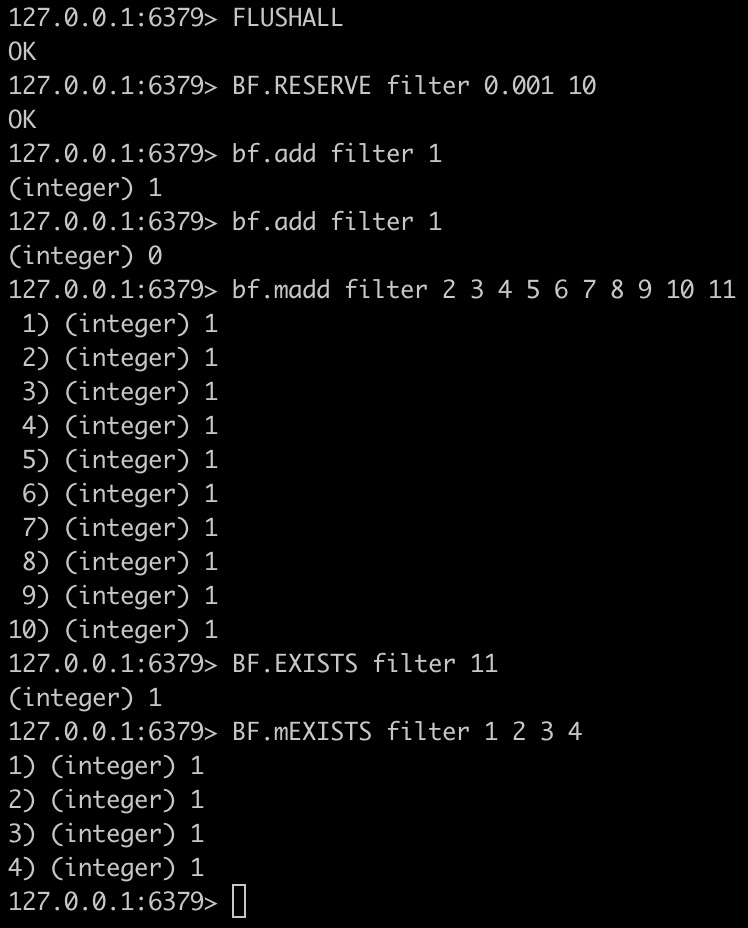 127.0.0.1:6379> FLUSHALL
OK
127.0.0.1:6379> BF.RESERVE filter 0.001 10
OK
127.0.0.1:6379> bf.add filter 1
(integer) 1
127.0.0.1:6379> bf.add filter 1
(integer) 0
127.0.0.1:6379> bf.madd filter 2 3 4 5 6 7 8 9 10 11
 1) (integer) 1
 2) (integer) 1
 3) (integer) 1
 4) (integer) 1
 5) (integer) 1
 6) (integer) 1
 7) (integer) 1
 8) (integer) 1
 9) (integer) 1
10) (integer) 1
127.0.0.1:6379> BF.EXISTS filter 11
(integer) 1
127.0.0.1:6379> BF.mEXISTS filter 1 2 3 4
1) (integer) 1
2) (integer) 1
3) (integer) 1
4) (integer) 1
127.0.0.1:6379>